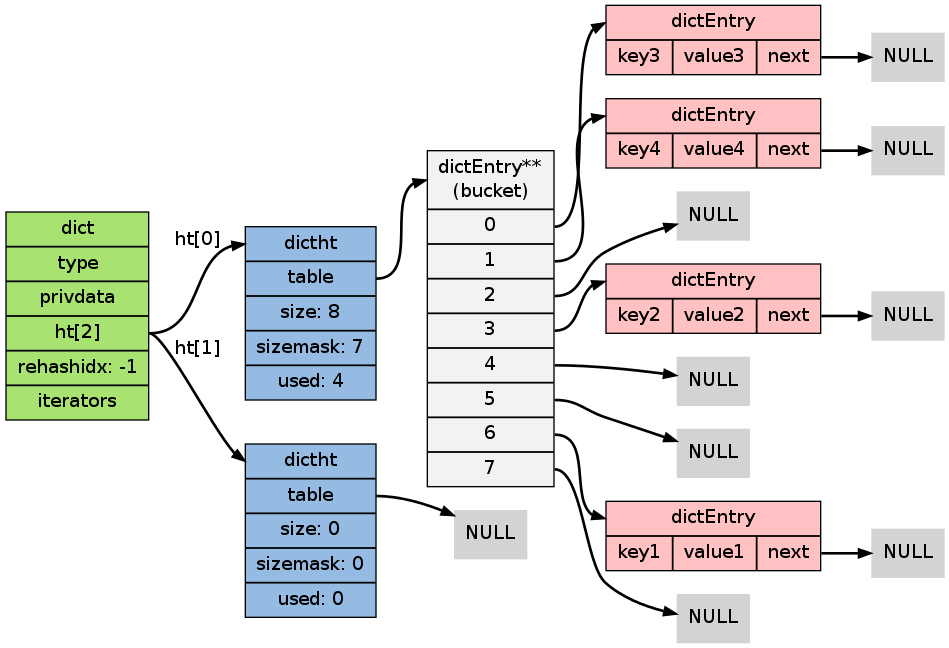 dict
type
privdata
ht[2]
rehashidx: -1
iterators
ht[0]
ht[1]
dictht
table
size: 8
sizemask: 7
used: 4
dictht
table
size: 0
sizemask: 0
used: 0
NULL
dictEntry**
(bucket)
0
1
2
3
4
5
6
7
dictEntry
key3 value3 next
NULL
dictEntry
key4 value4 next
NULL
NULL
dictEntry
key2 value2 next
NULL
NULL
NULL
dictEntry
key1 value1 next
NULL
NULL